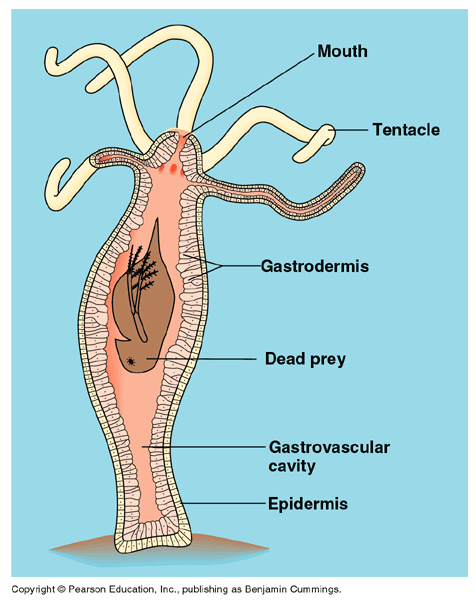 Mouth
Tentacle
Gastrodermis
Dead prey
Gastrovascular
cavity
Epidermis
Copyright © Pearson Education, Inc., publishing as Benjamin Cummings.